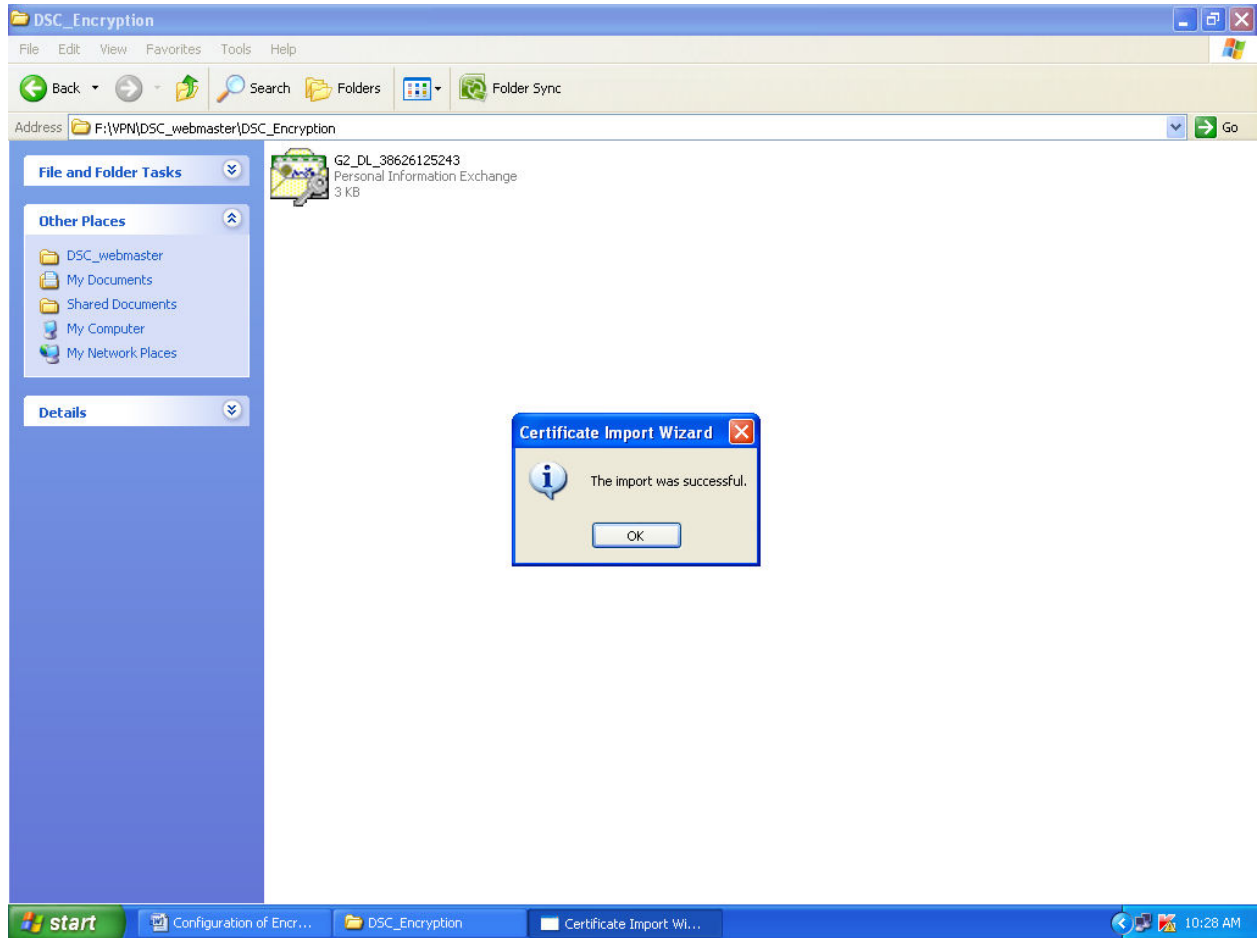 DSC_Encryption
File Edit View Favorites Tools Help
Back Search Folders Folder Sync
Address F:\VPN\DSC_webmaster\DSC_Encryption Go
File and Folder Tasks
Other Places
DSC_webmaster
My Documents
Shared Documents
My Computer
My Network Places
Details
G2_DL_38626125243
Personal Information Exchange
3 KB
Certificate Import Wizard
The import was successful.
OK
start Configuration of Encr... DSC_Encryption Certificate Import Wi... 10:28 AM